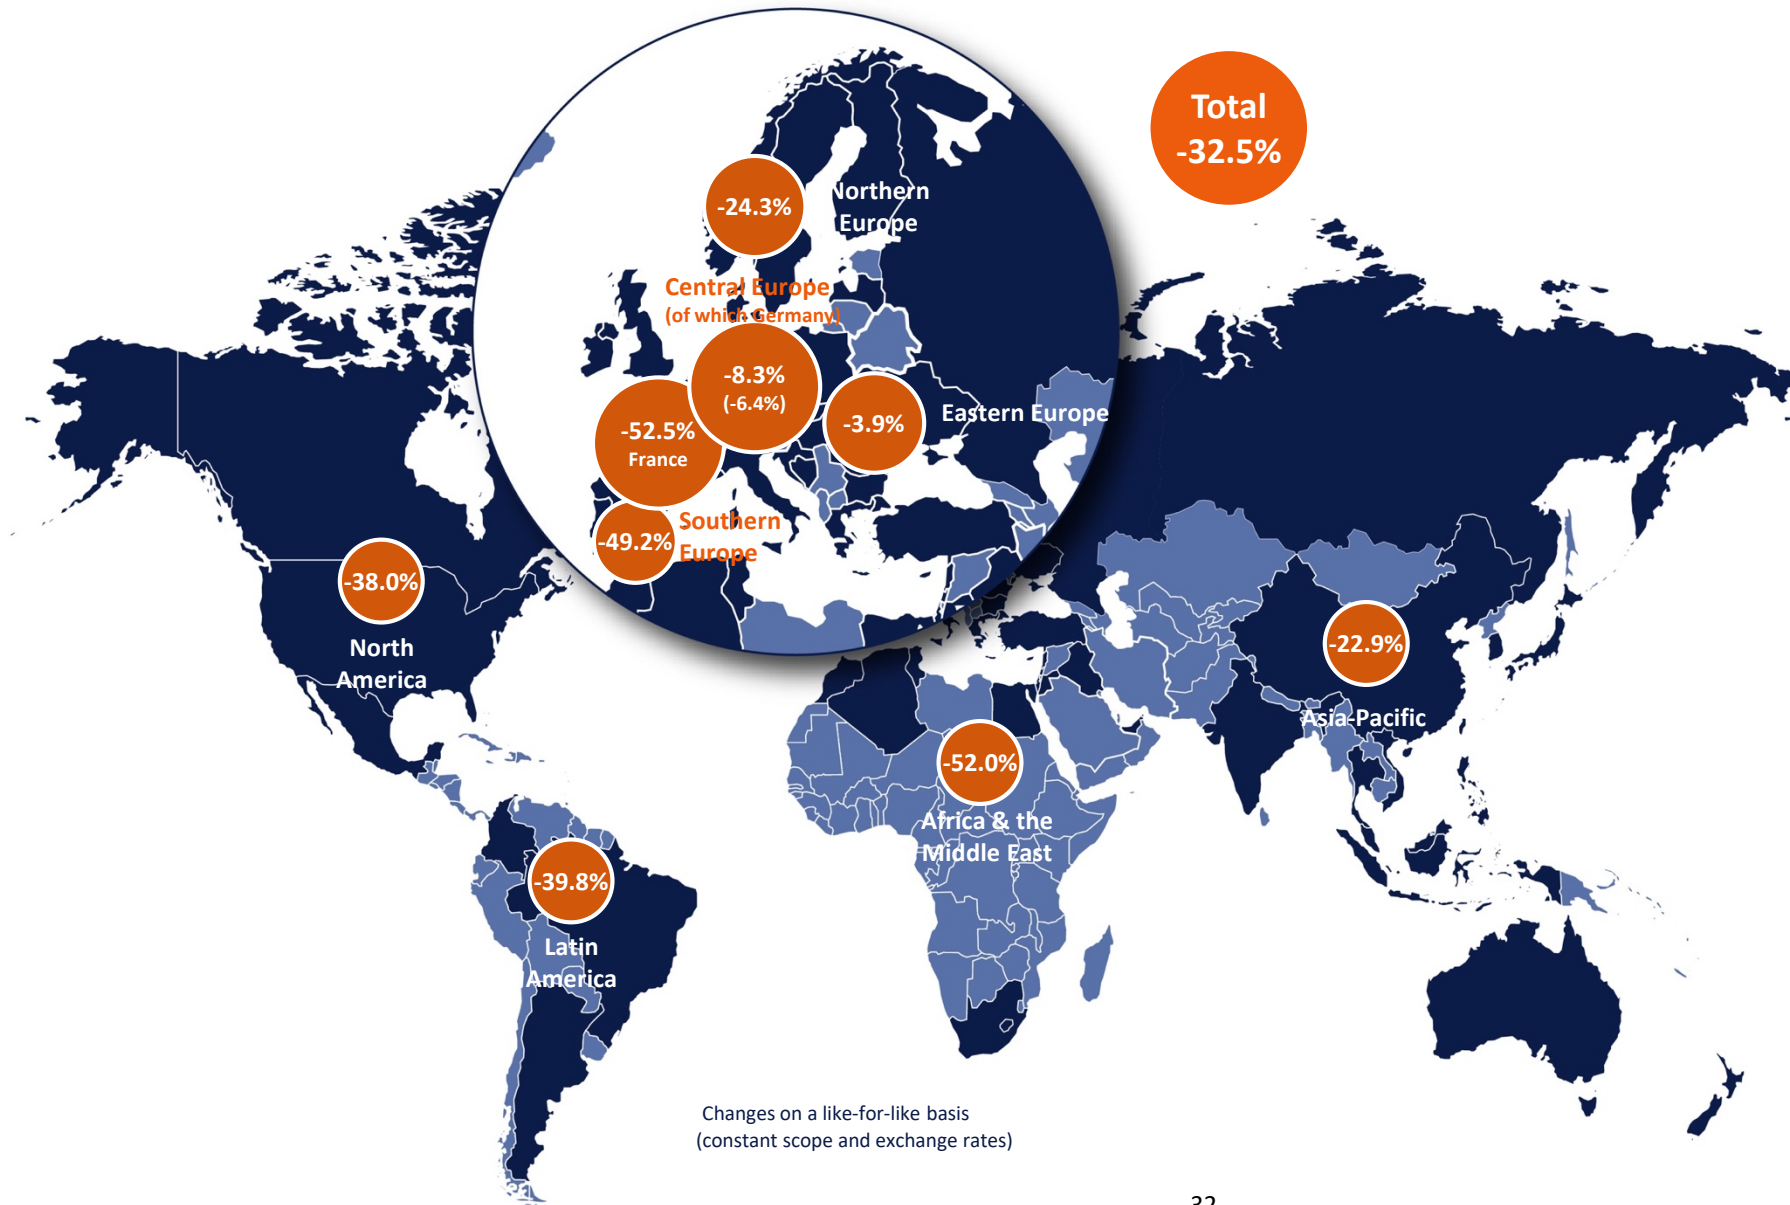 Total
-32.5%
-24.3%
Northern
Europe
Central Europe
(of which Germany)
-8.3%
(-6.4%)
-3.9%
Eastern Europe
-52.5%
France
-49.2%
Southern
Europe
-38.0%
North
America
-22.9%
Asia-Pacific
-52.0%
Africa & the
Middle East
-39.8%
Latin
America
Changes on a like-for-like basis
(constant scope and exchange rates)
32